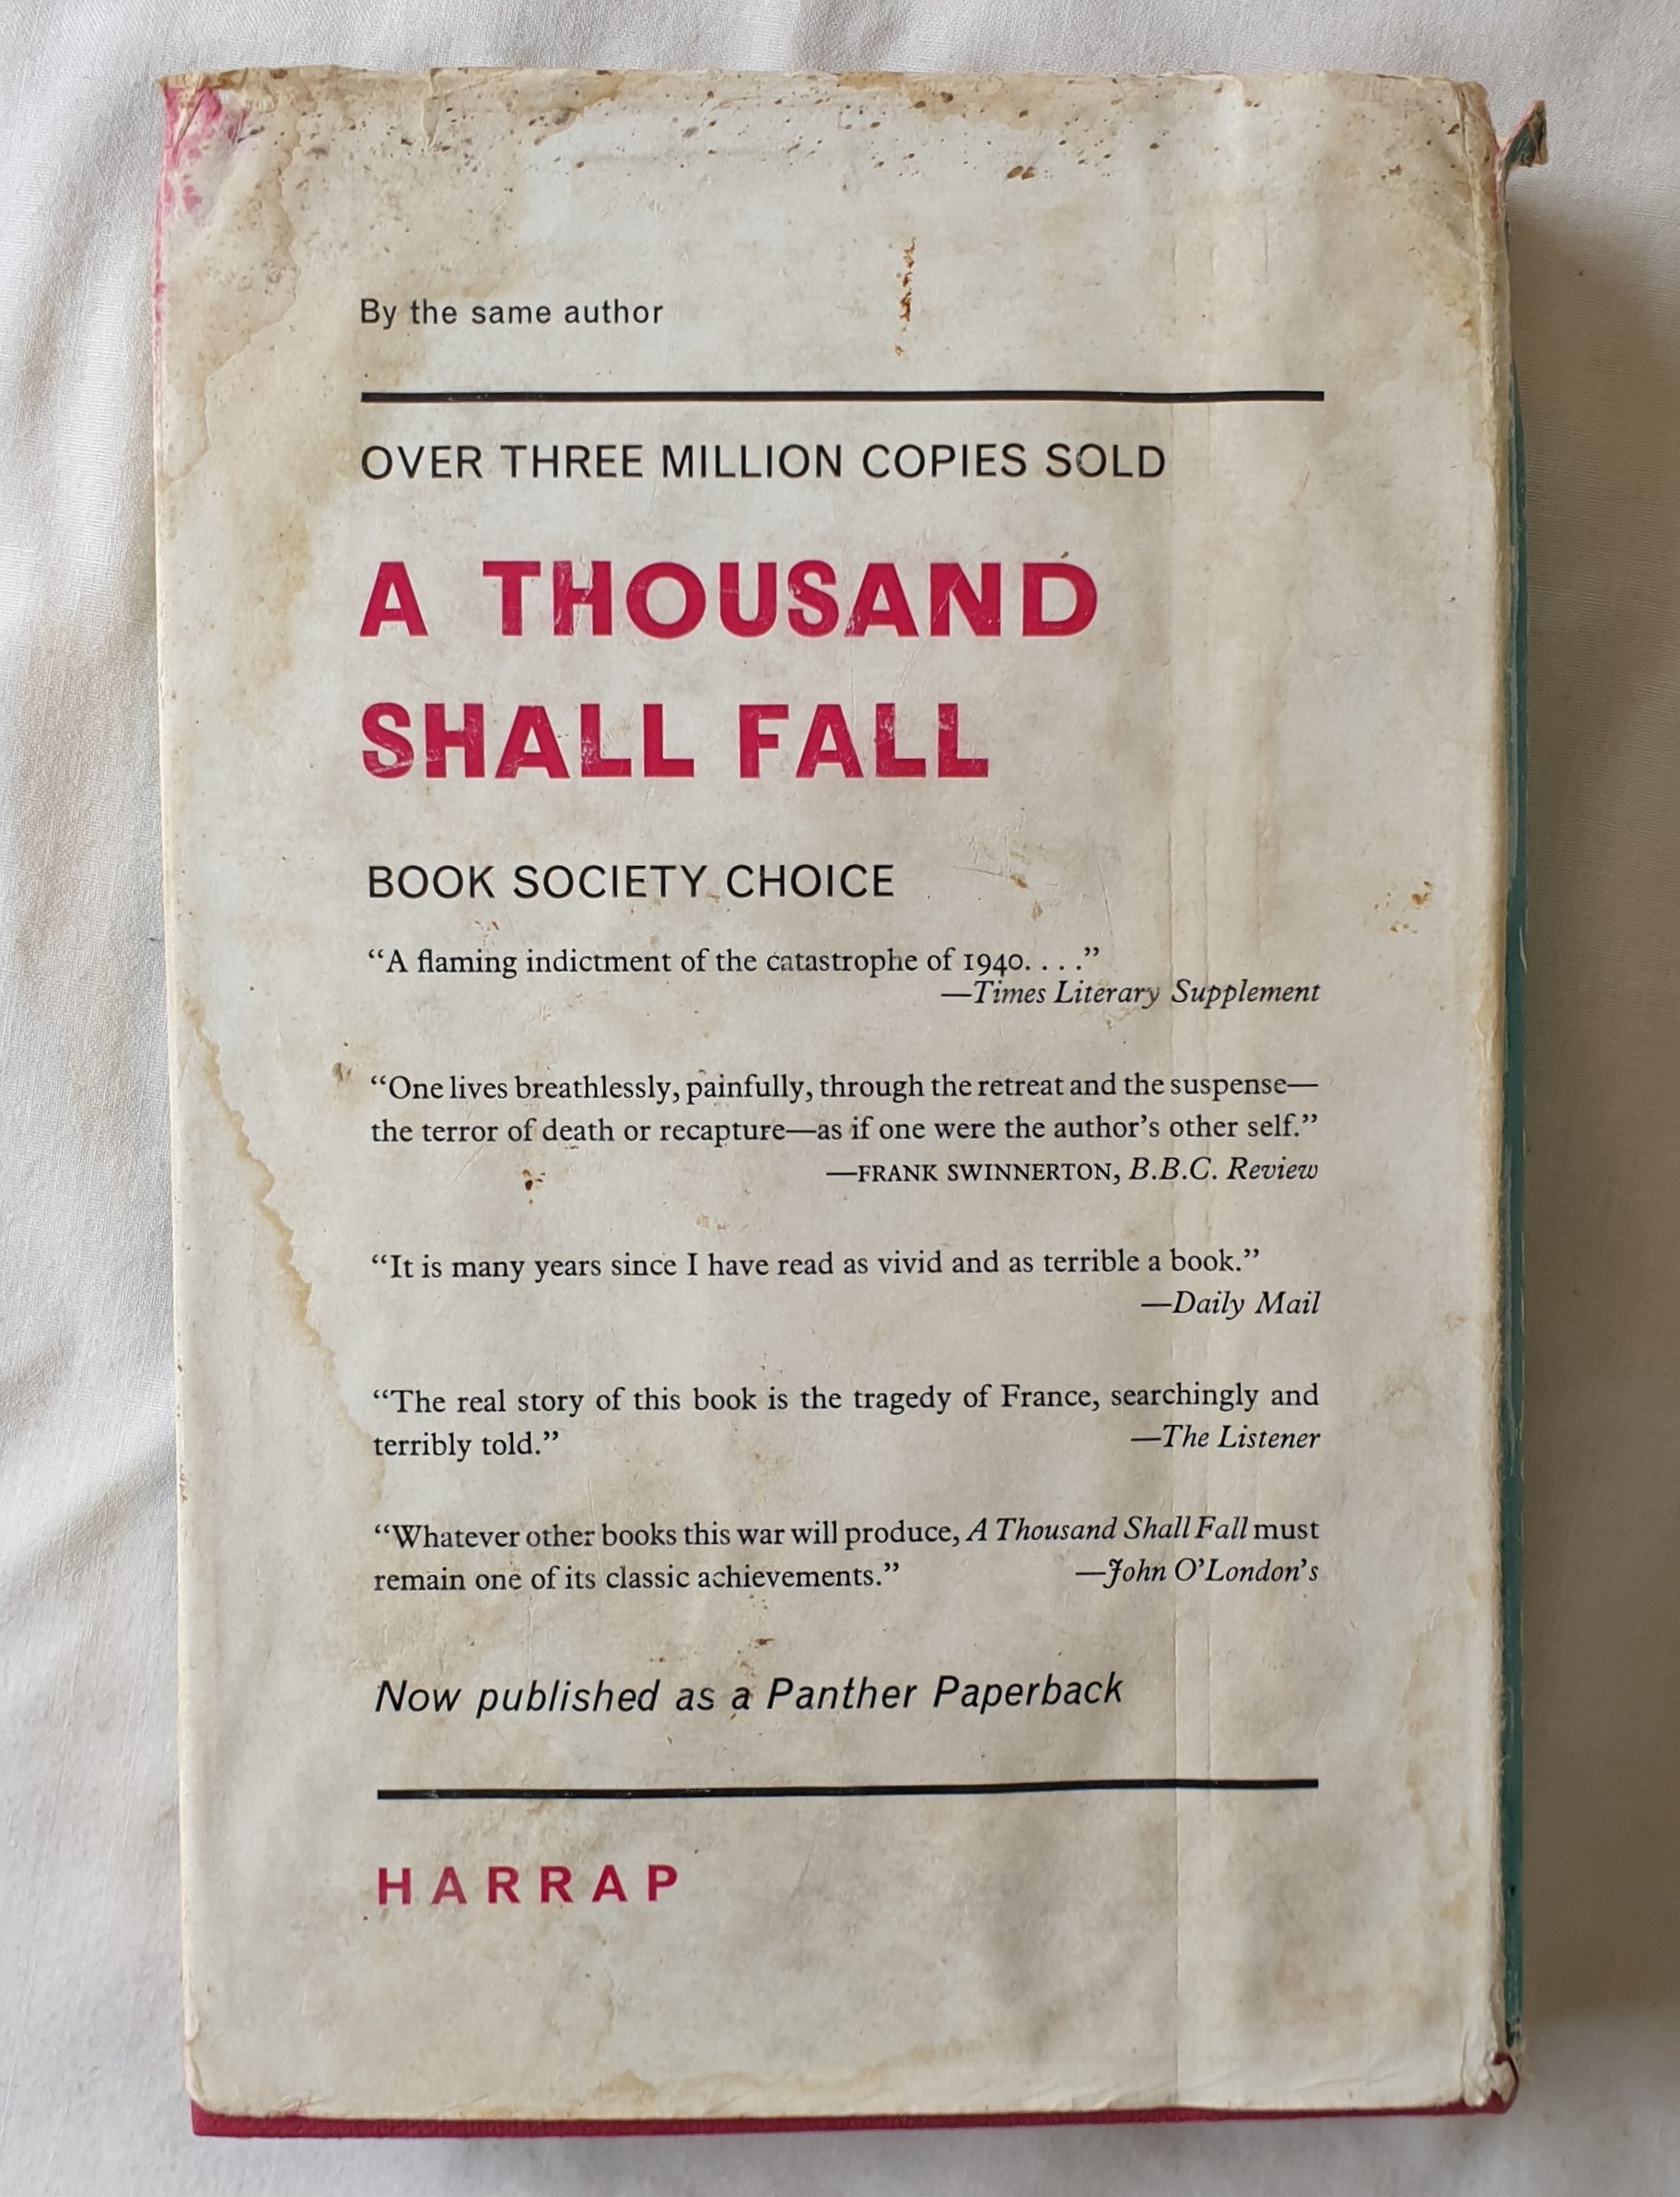 By the same author
OVER THREE MILLION COPIES SOLD
A THOUSAND
SHALL FALL
BOOK SOCIETY CHOICE
“A flaming indictment of the catastrophe of 1940. . . .”
—Times Literary Supplement
“One lives breathlessly, painfully, through the retreat and the suspense—
the terror of death or recapture—as if one were the author’s other self.”
—FRANK SWINNERTON, B.B.C. Review
“It is many years since I have read as vivid and as terrible a book.”
—Daily Mail
“The real story of this book is the tragedy of France, searchingly and
terribly told.” —The Listener
“Whatever other books this war will produce, A Thousand Shall Fall must
remain one of its classic achievements.” —John O’London’s
Now published as a Panther Paperback
HARRAP